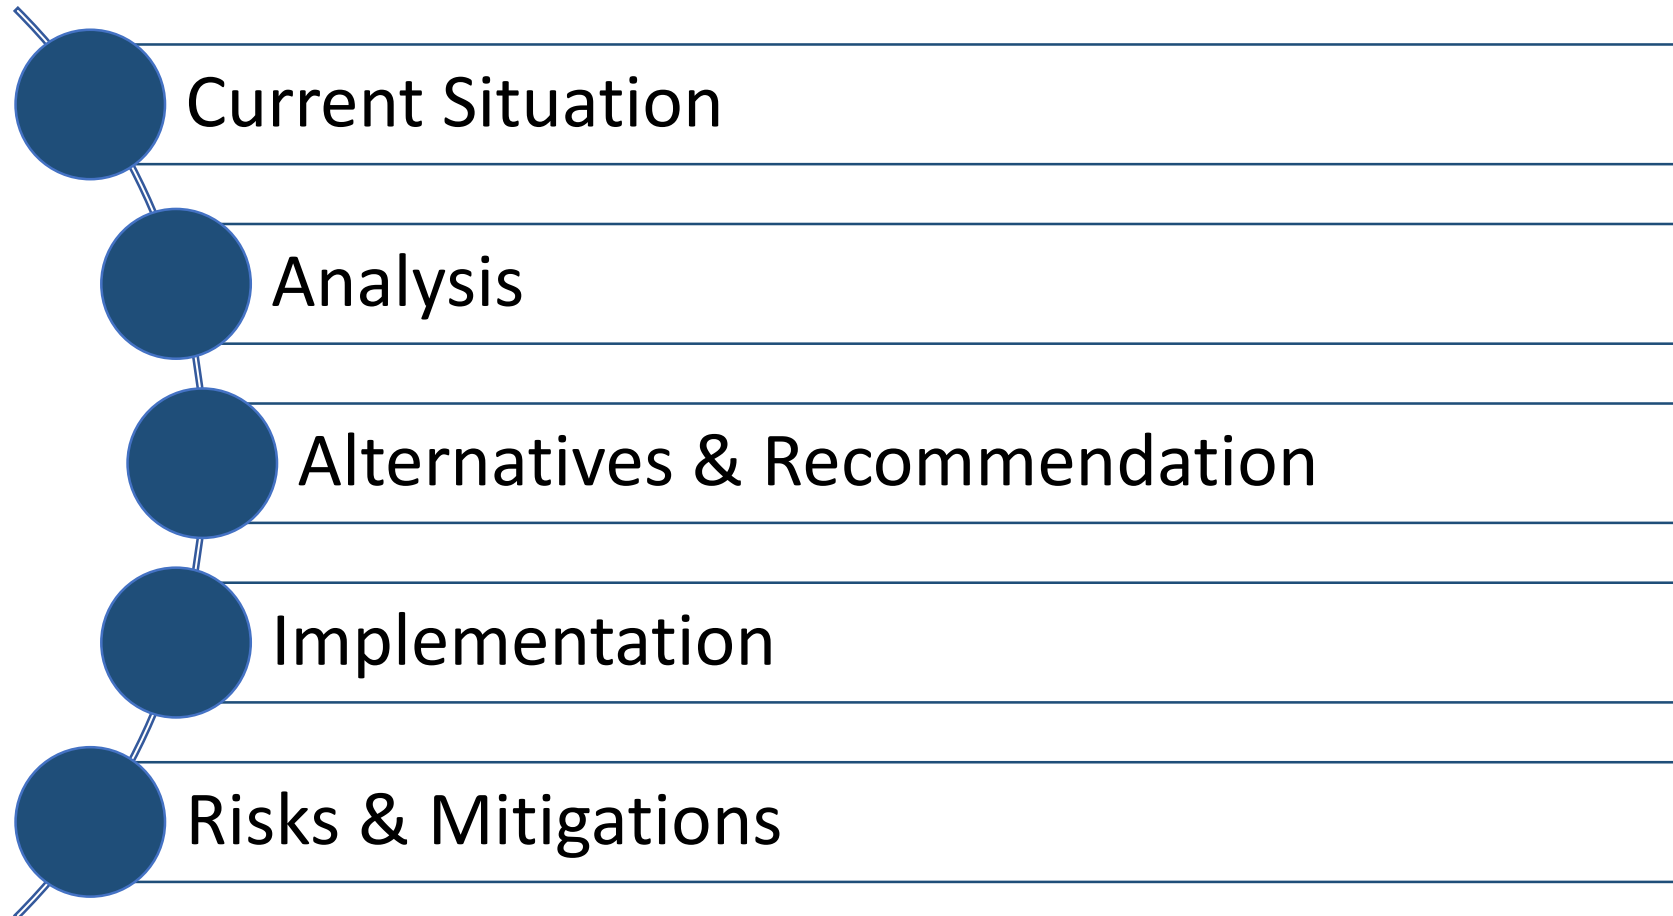 Current Situation
Analysis
Alternatives & Recommendation
Implementation
Risks & Mitigations